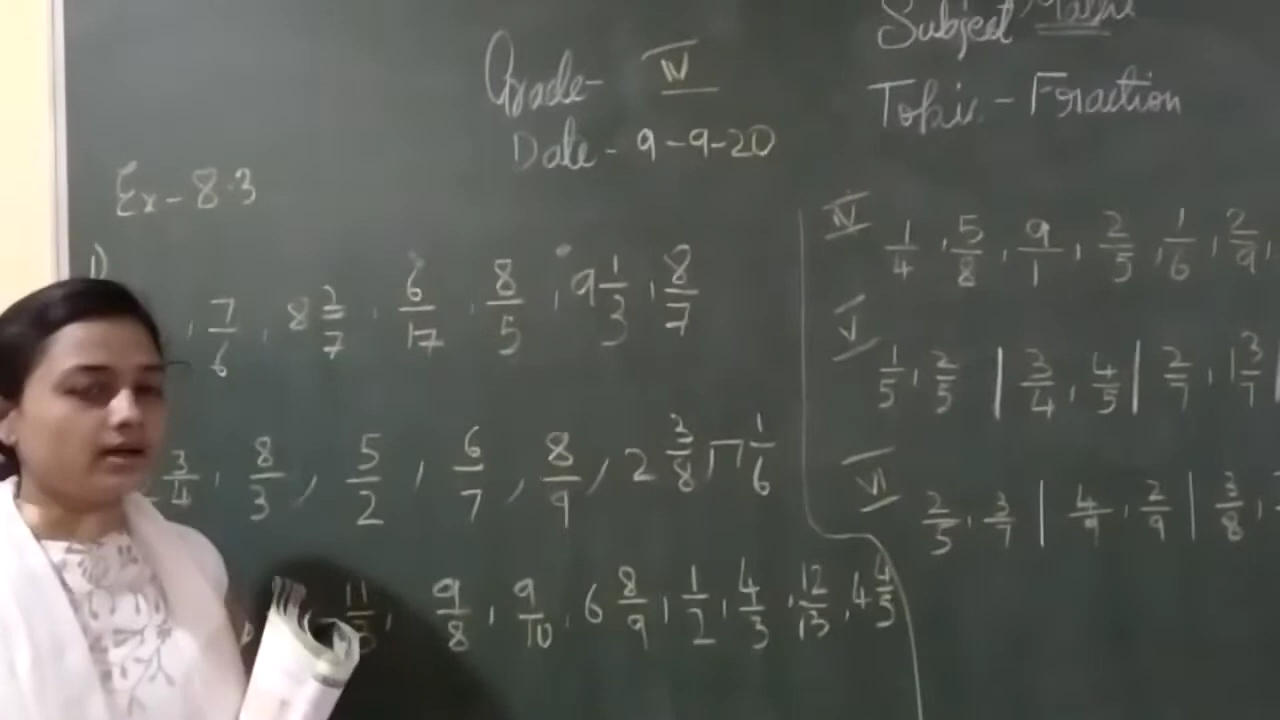 Subject Maths
Grade- IV
Topic - Fraction
Date - 9-9-20
Ex - 8.3
1)
, 7/6, 8 2/7, 6/17, 8/5, 9 1/3, 8/7
3/4, 8/3, 5/2, 6/7, 8/9, 2 3/8, 17 1/6
9/8, 9/10, 6 8/9, 1/2, 4/3, 12/13, 4 4/5
IV 1/4, 5/8, 9/1, 2/5, 1/6, 2/9,
V 1/5, 2/5 | 3/4, 4/5 | 2/7, 1 3/7 |
VI 2/5, 3/7 | 4/9, 2/9 | 3/8,